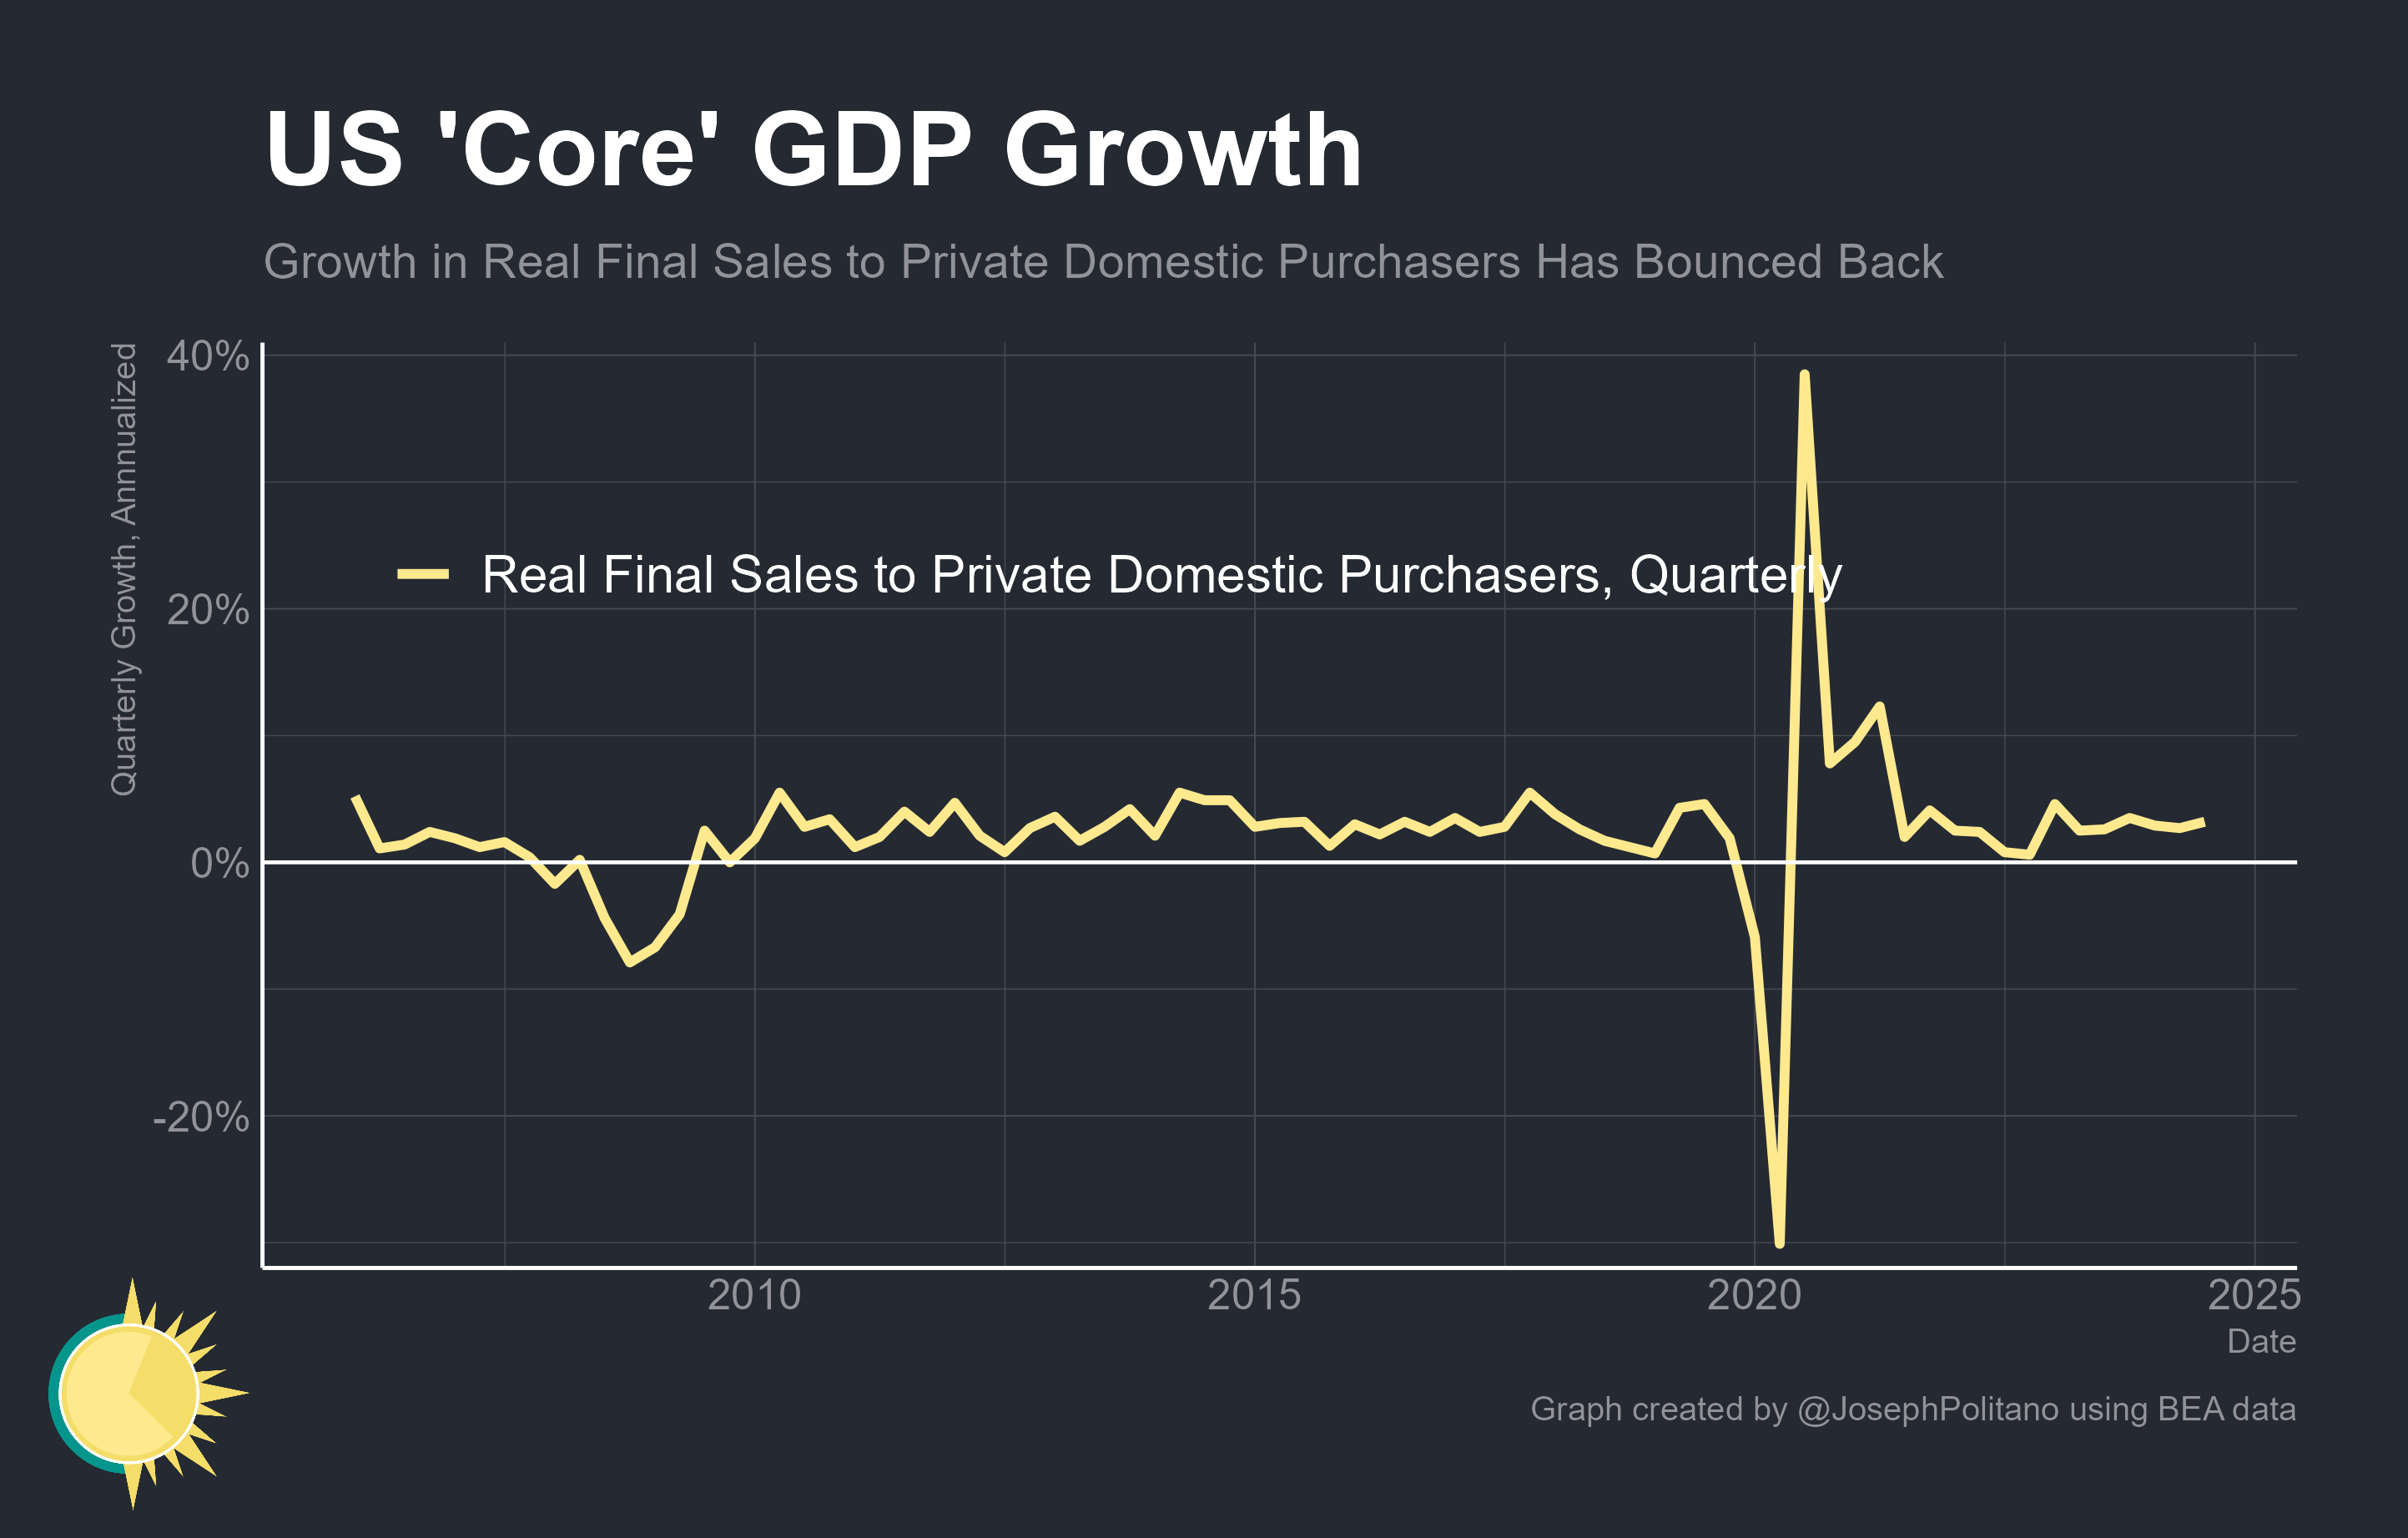 US 'Core' GDP Growth
Growth in Real Final Sales to Private Domestic Purchasers Has Bounced Back
Quarterly Growth, Annnualized
40%
20%
0%
-20%
Real Final Sales to Private Domestic Purchasers, Quarterly
2010
2015
2020
2025
Date
Graph created by @JosephPolitano using BEA data